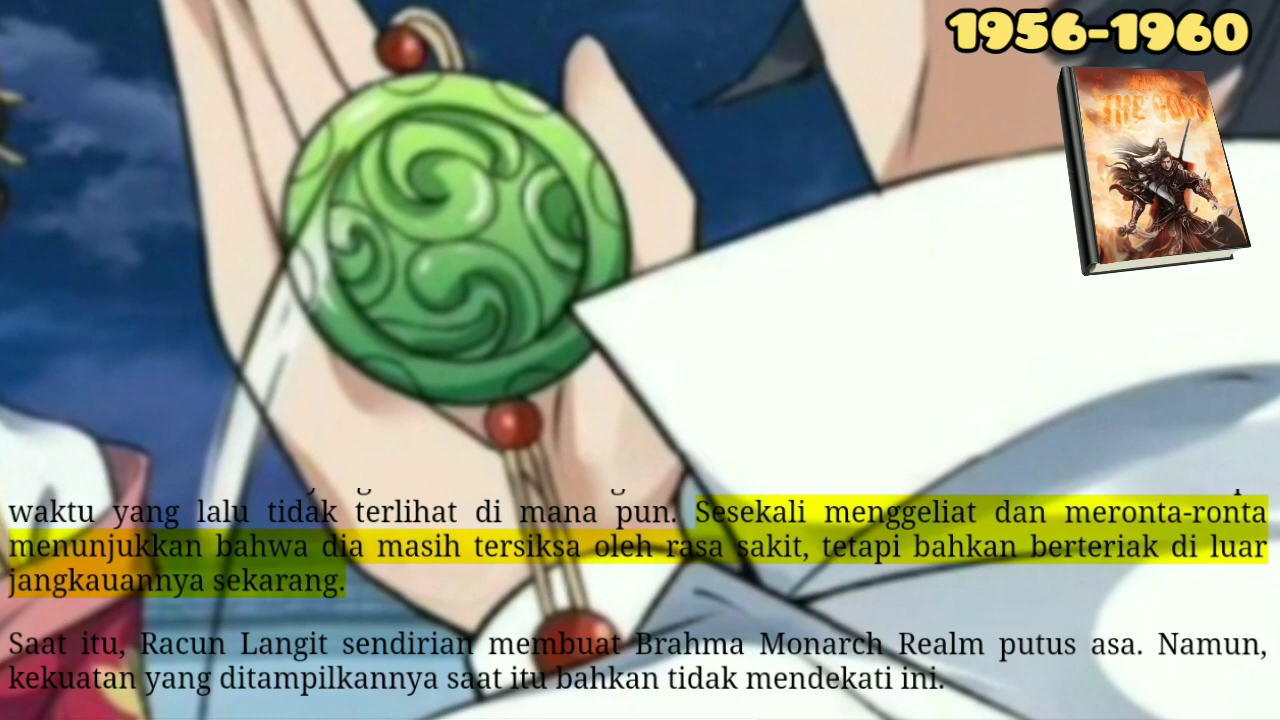 1956-1960
THE GODS
waktu yang lalu tidak terlihat di mana pun. Sesekali menggeliat dan meronta-ronta
menunjukkan bahwa dia masih tersiksa oleh rasa sakit, tetapi bahkan berteriak di luar
jangkauannya sekarang.
Saat itu, Racun Langit sendirian membuat Brahma Monarch Realm putus asa. Namun,
kekuatan yang ditampilkannya saat itu bahkan tidak mendekati ini.